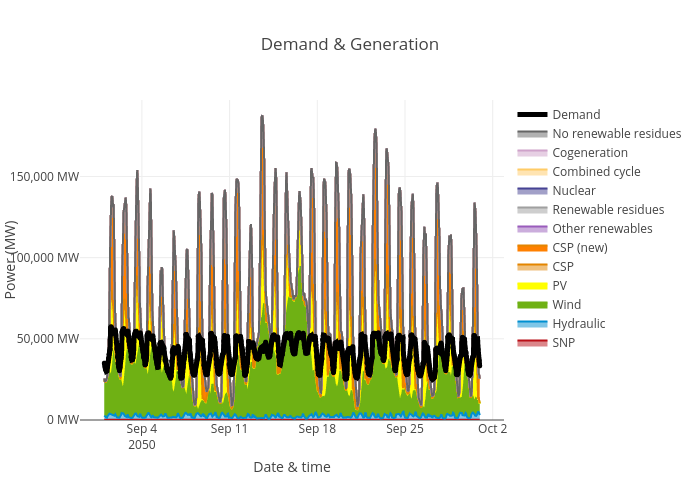 Demand & Generation
Power (MW)
150,000 MW
100,000 MW
50,000 MW
0 MW
Sep 4
2050
Sep 11
Sep 18
Sep 25
Oct 2
Date & time
Demand
No renewable residues
Cogeneration
Combined cycle
Nuclear
Renewable residues
Other renewables
CSP (new)
CSP
PV
Wind
Hydraulic
SNP